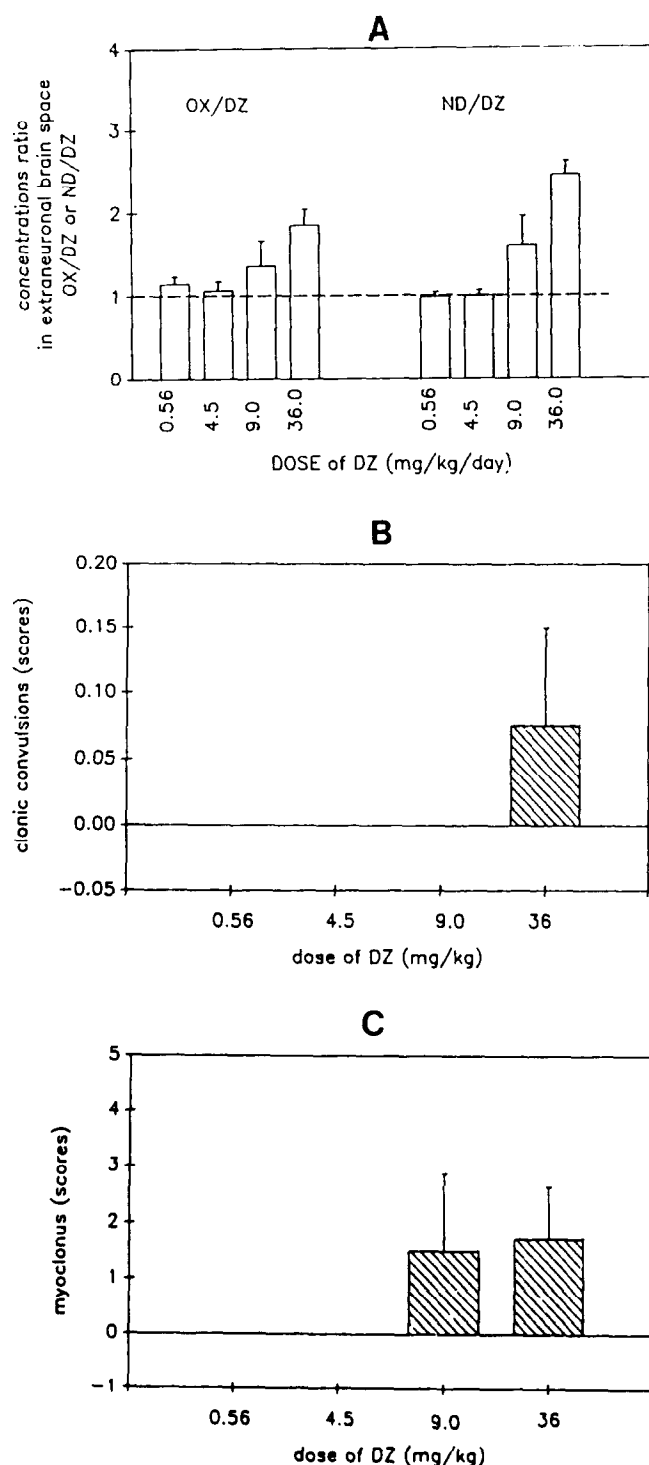 A
concentrations ratio
in extraneuronal brain space
OX/DZ or ND/DZ
4
3
2
1
0
OX/DZ
ND/DZ
0.56
4.5
9.0
36.0
0.56
4.5
9.0
36.0
DOSE of DZ (mg/kg/day)
B
clonic convulsions (scores)
0.20
0.15
0.10
0.05
0.00
-0.05
0.56
4.5
9.0
36
dose of DZ (mg/kg)
C
myoclonus (scores)
5
4
3
2
1
0
-1
0.56
4.5
9.0
36
dose of DZ (mg/kg)